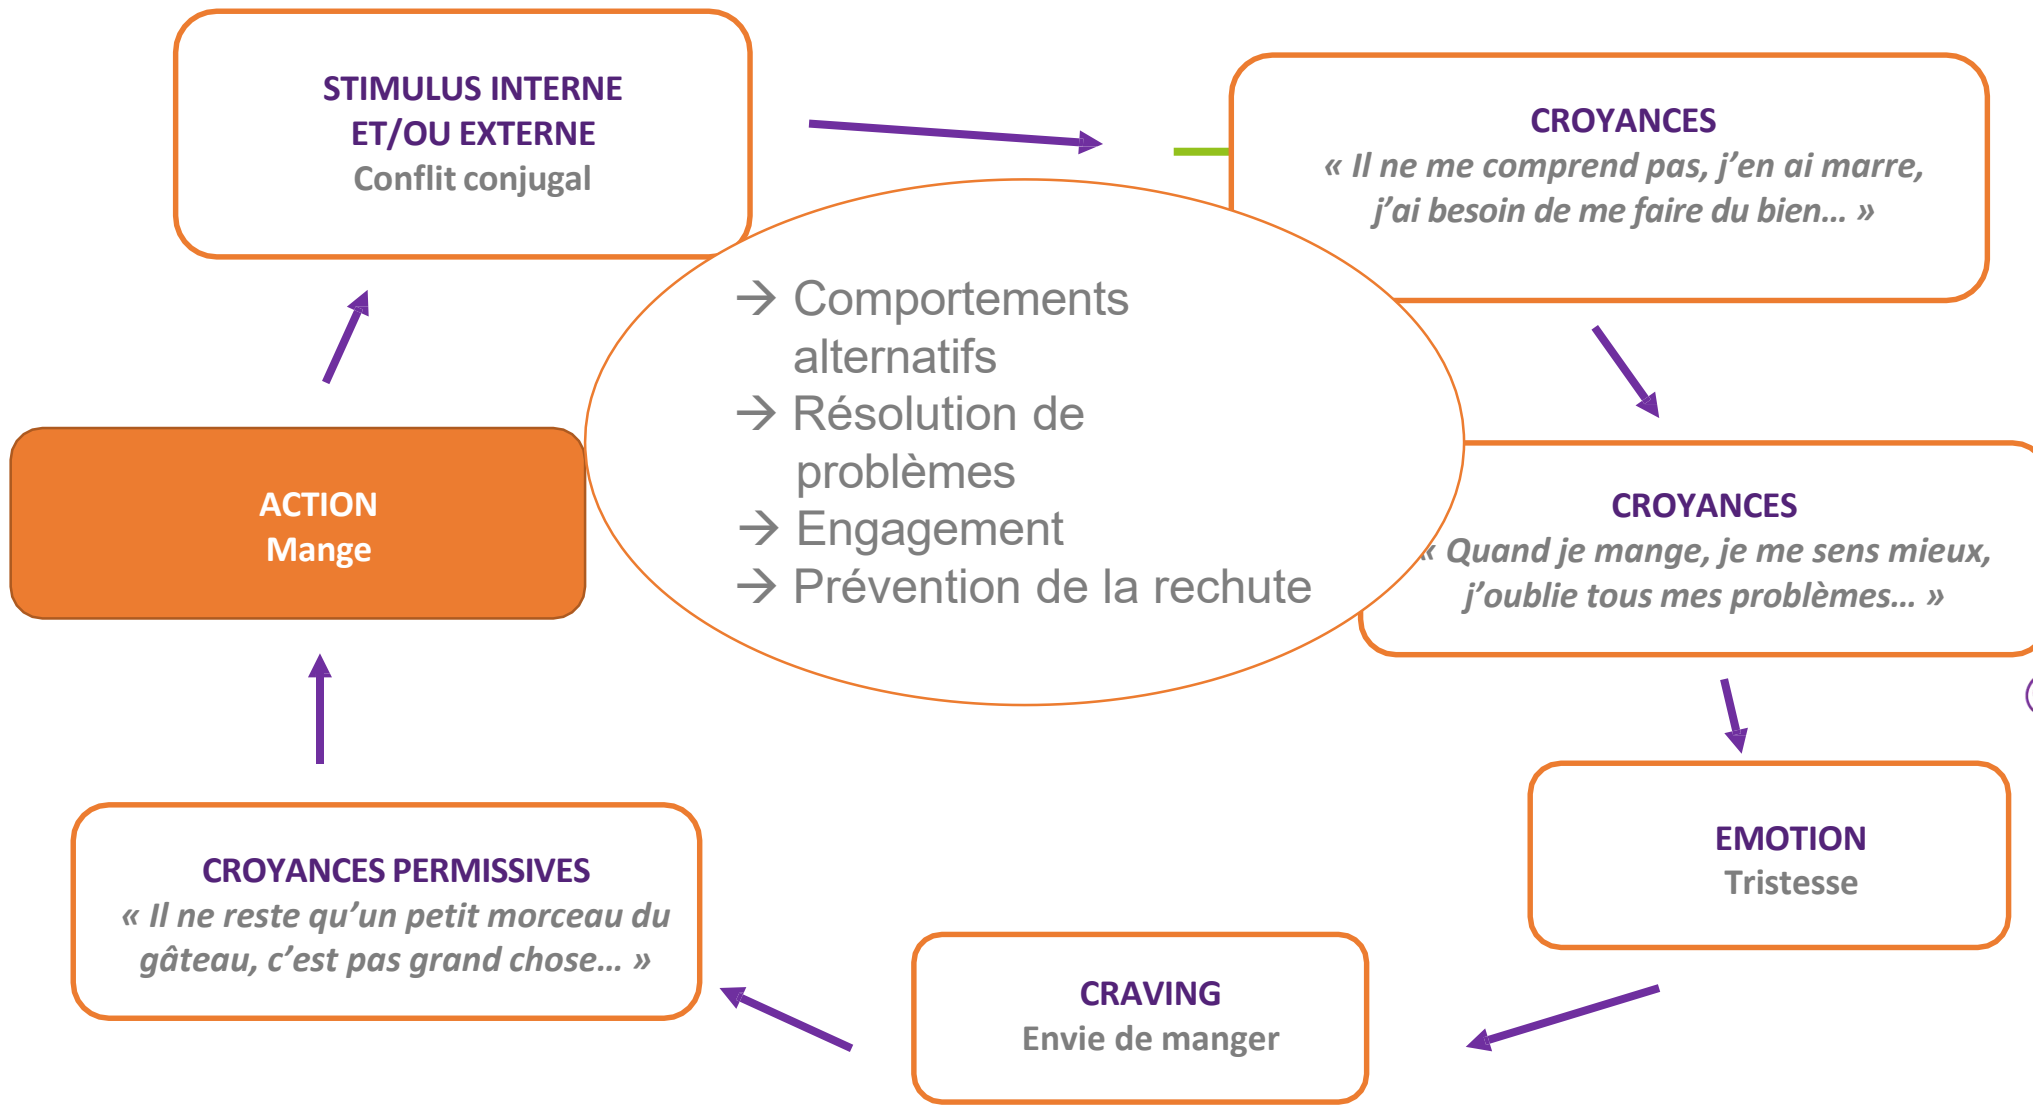 STIMULUS INTERNE
ET/OU EXTERNE
Conflit conjugal
CROYANCES
« Il ne me comprend pas, j’en ai marre,
j’ai besoin de me faire du bien... »
→ Comportements
alternatifs
→ Résolution de
problèmes
→ Engagement
→ Prévention de la rechute
ACTION
Mange
CROYANCES
« Quand je mange, je me sens mieux,
j’oublie tous mes problèmes... »
EMOTION
Tristesse
CROYANCES PERMISSIVES
« Il ne reste qu’un petit morceau du
gâteau, c’est pas grand chose... »
CRAVING
Envie de manger